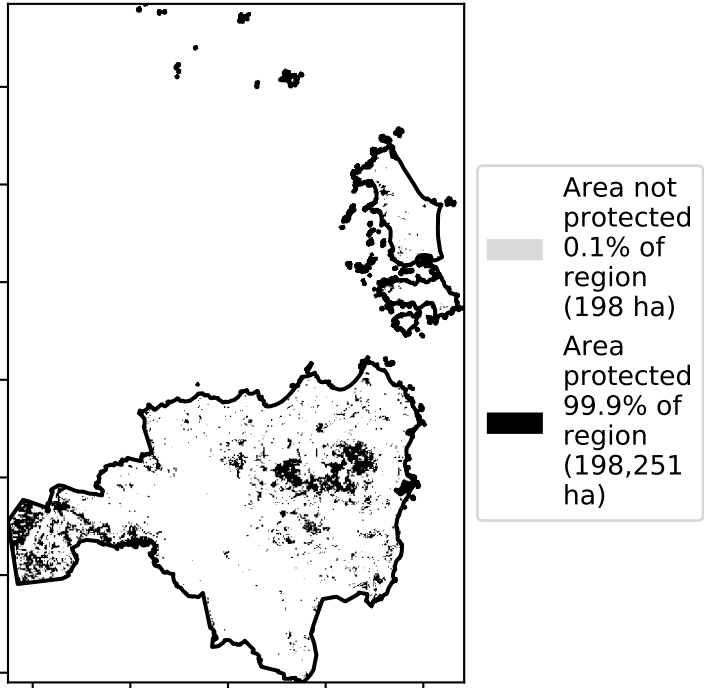 Area not
protected
0.1% of
region
(198 ha)
Area
protected
99.9% of
region
(198,251
ha)